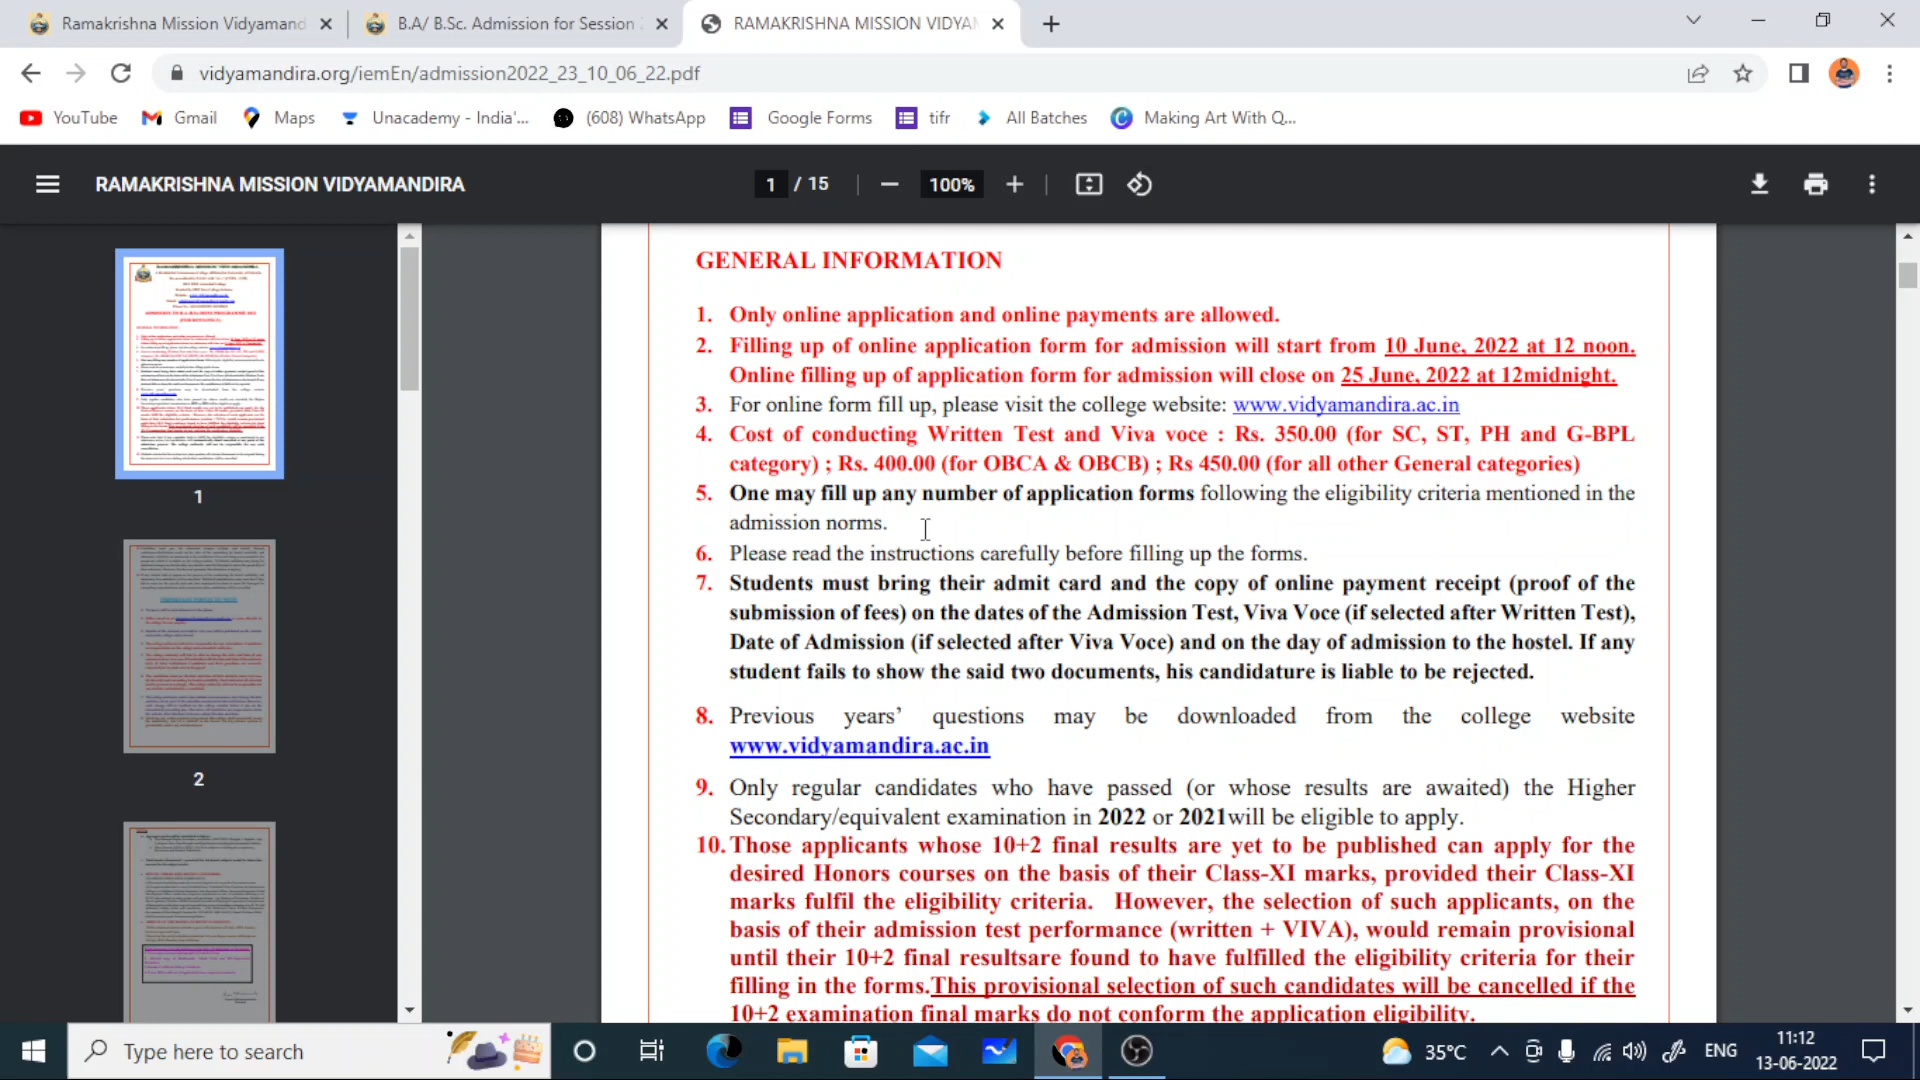 Ramakrishna Mission Vidyamand
B.A/ B.Sc. Admission for Session
RAMAKRISHNA MISSION VIDYAN
vidyamandira.org/iemEn/admission2022_23_10_06_22.pdf
YouTube
Gmail
Maps
Unacademy - India'...
(608) WhatsApp
Google Forms
tifr
All Batches
Making Art With Q...
RAMAKRISHNA MISSION VIDYAMANDIRA
1 / 15
100%
GENERAL INFORMATION
1. Only online application and online payments are allowed.
2. Filling up of online application form for admission will start from 10 June, 2022 at 12 noon.
Online filling up of application form for admission will close on 25 June, 2022 at 12midnight.
3. For online form fill up, please visit the college website: www.vidyamandira.ac.in
4. Cost of conducting Written Test and Viva voce : Rs. 350.00 (for SC, ST, PH and G-BPL
category) ; Rs. 400.00 (for OBCA & OBCB) ; Rs 450.00 (for all other General categories)
5. One may fill up any number of application forms following the eligibility criteria mentioned in the
admission norms.
6. Please read the instructions carefully before filling up the forms.
7. Students must bring their admit card and the copy of online payment receipt (proof of the
submission of fees) on the dates of the Admission Test, Viva Voce (if selected after Written Test),
Date of Admission (if selected after Viva Voce) and on the day of admission to the hostel. If any
student fails to show the said two documents, his candidature is liable to be rejected.
8. Previous years' questions may be downloaded from the college website
www.vidyamandira.ac.in
9. Only regular candidates who have passed (or whose results are awaited) the Higher
Secondary/equivalent examination in 2022 or 2021will be eligible to apply.
10. Those applicants whose 10+2 final results are yet to be published can apply for the
desired Honors courses on the basis of their Class-XI marks, provided their Class-XI
marks fulfil the eligibility criteria. However, the selection of such applicants, on the
basis of their admission test performance (written + VIVA), would remain provisional
until their 10+2 final resultsare found to have fulfilled the eligibility criteria for their
filling in the forms.This provisional selection of such candidates will be cancelled if the
10+2 examination final marks do not conform the application eligibility.
1
2
Type here to search
35°C
ENG
11:12
13-06-2022